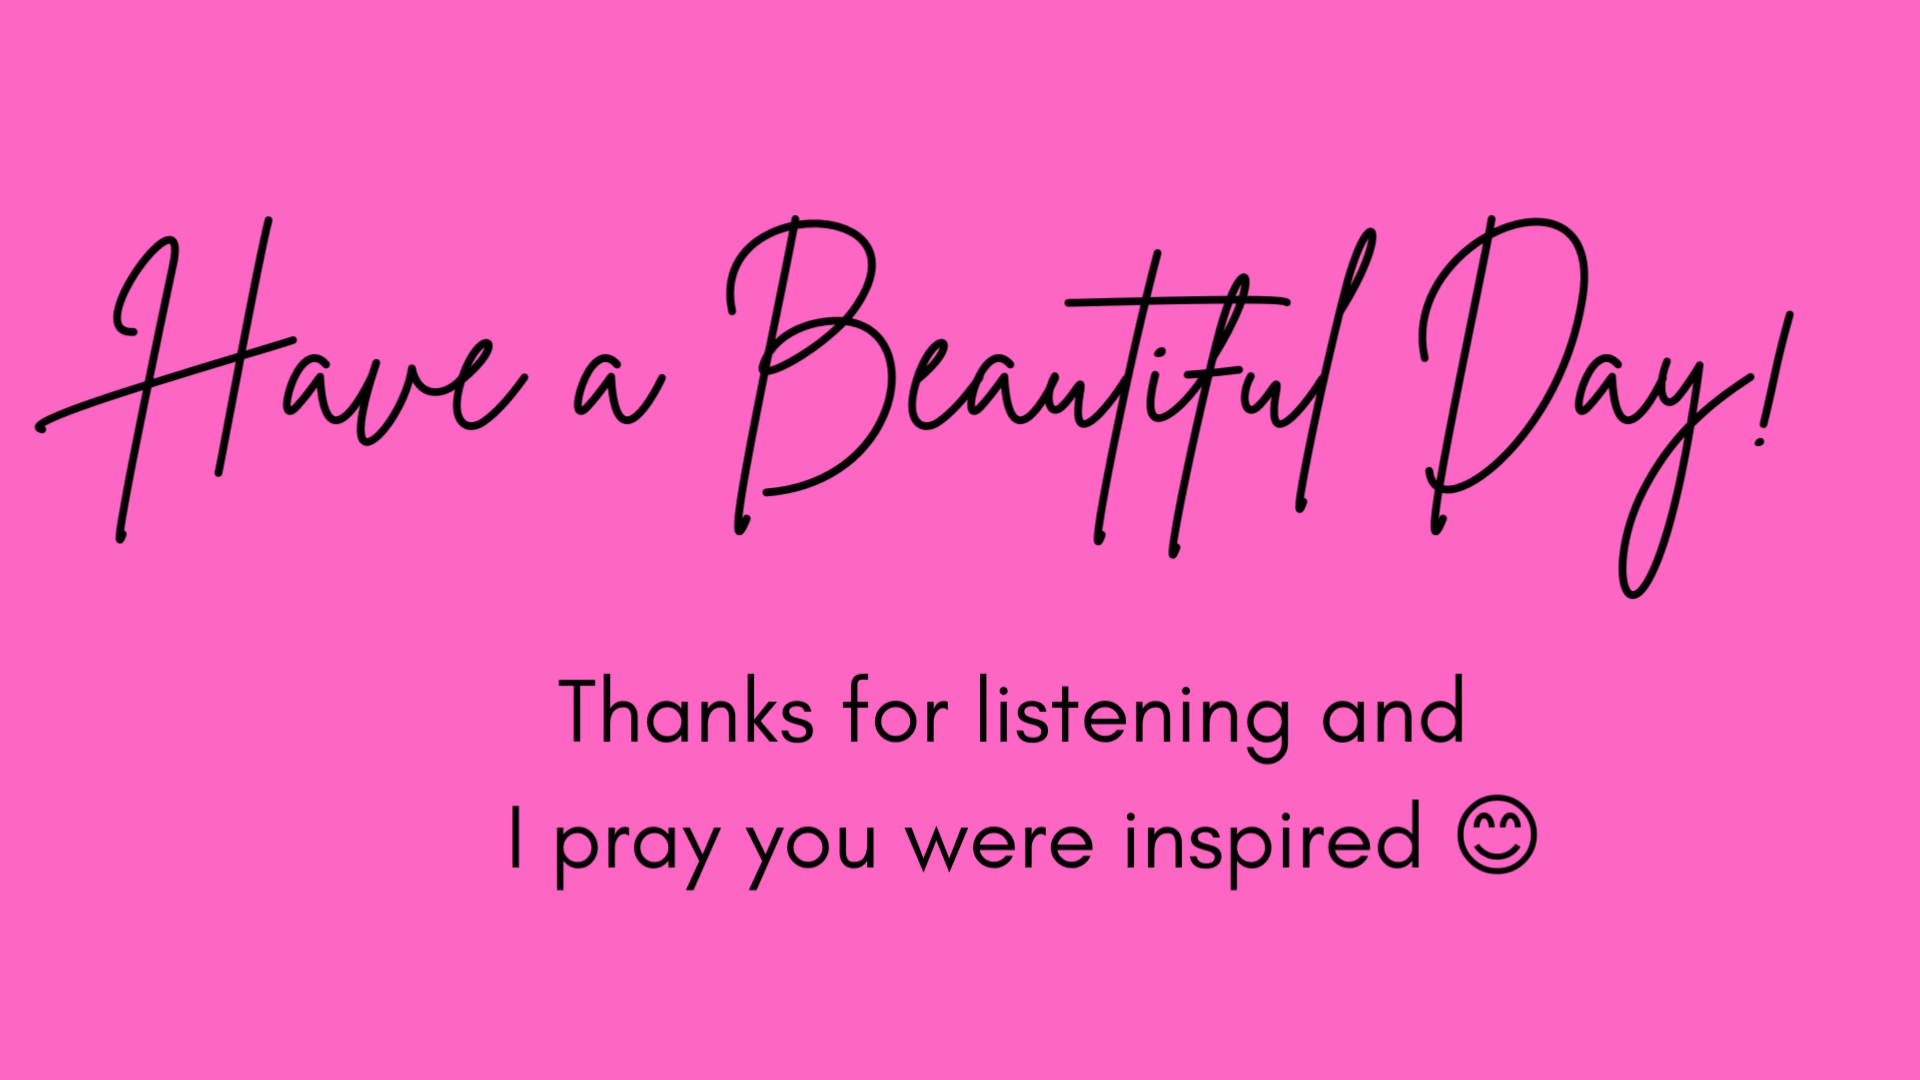 Have a Beautiful Day!
Thanks for listening and
I pray you were inspired 😊